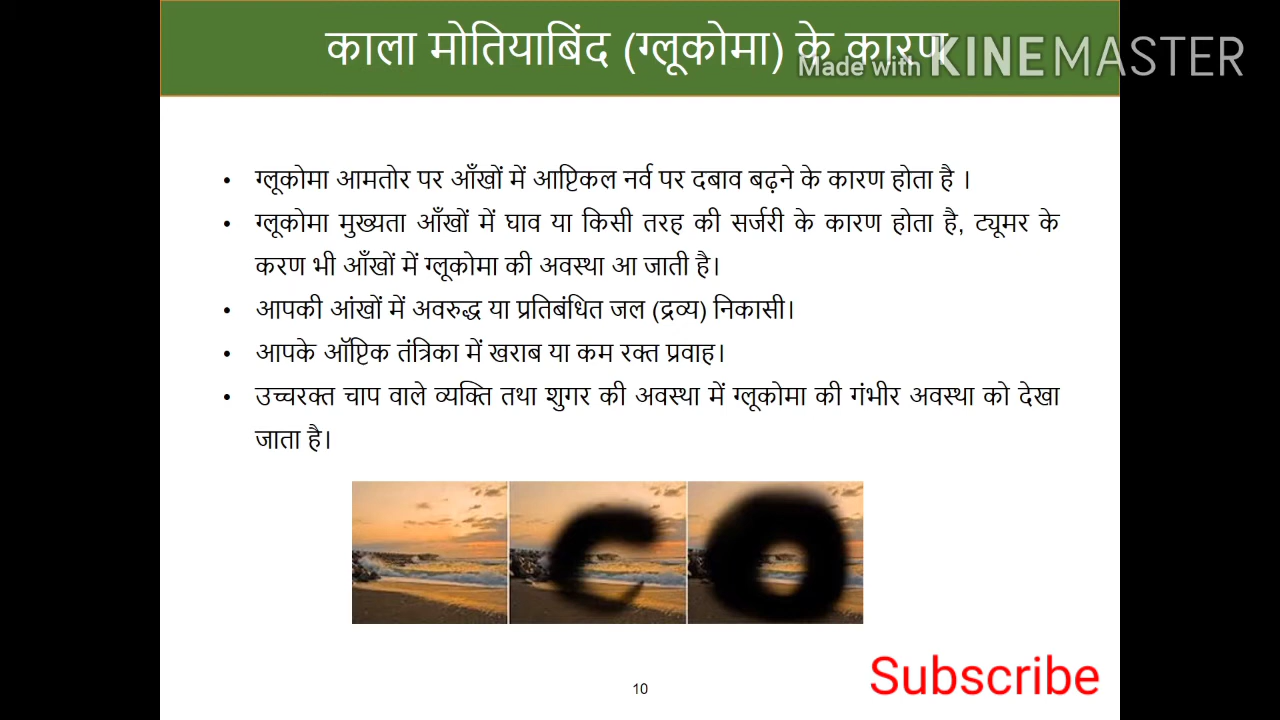 काला मोतियाबिंद (ग्लूकोमा) के कारण
Made with KINEMASTER
• ग्लूकोमा आमतोर पर आँखों में आप्टिकल नर्व पर दबाव बढ़ने के कारण होता है ।
• ग्लूकोमा मुख्यता आँखों में घाव या किसी तरह की सर्जरी के कारण होता है, ट्यूमर के
करण भी आँखों में ग्लूकोमा की अवस्था आ जाती है।
• आपकी आंखों में अवरुद्ध या प्रतिबंधित जल (द्रव्य) निकासी।
• आपके ऑप्टिक तंत्रिका में खराब या कम रक्त प्रवाह।
• उच्चरक्त चाप वाले व्यक्ति तथा शुगर की अवस्था में ग्लूकोमा की गंभीर अवस्था को देखा
जाता है।
Subscribe
10